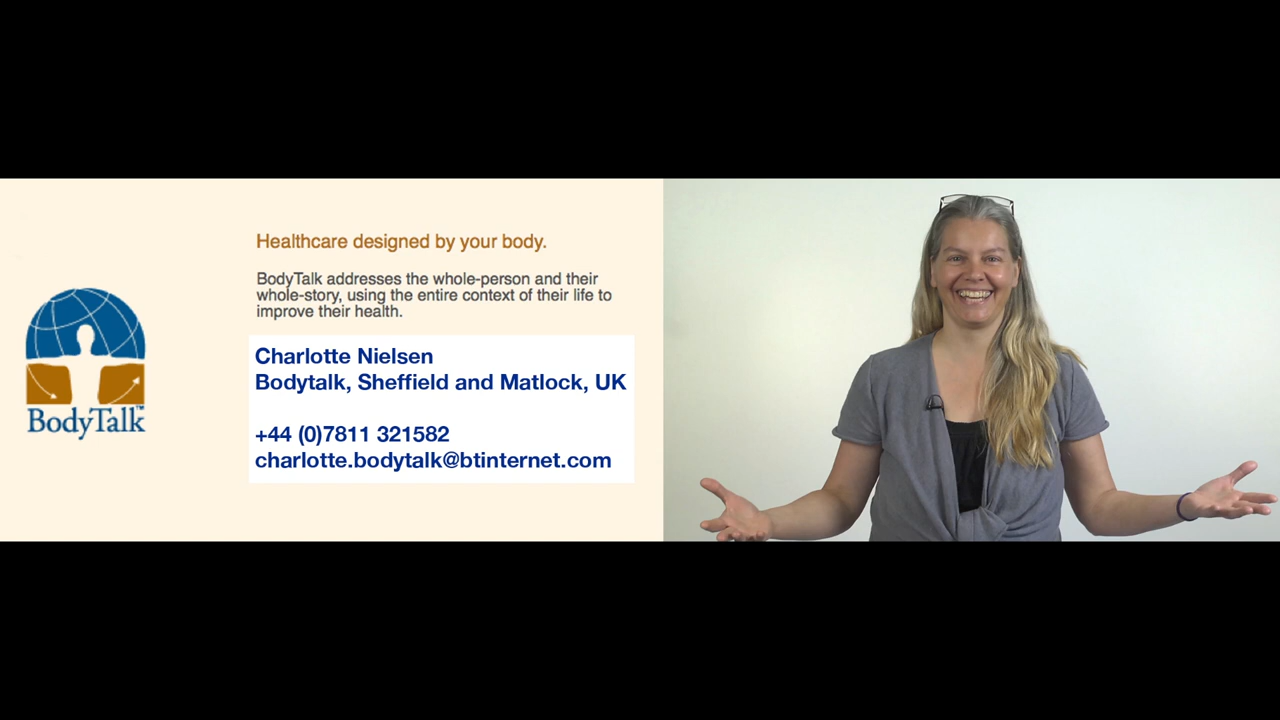 Healthcare designed by your body.
BodyTalk addresses the whole-person and their
whole-story, using the entire context of their life to
improve their health.
Charlotte Nielsen
Bodytalk, Sheffield and Matlock, UK
+44 (0)7811 321582
charlotte.bodytalk@btinternet.com
BodyTalk™